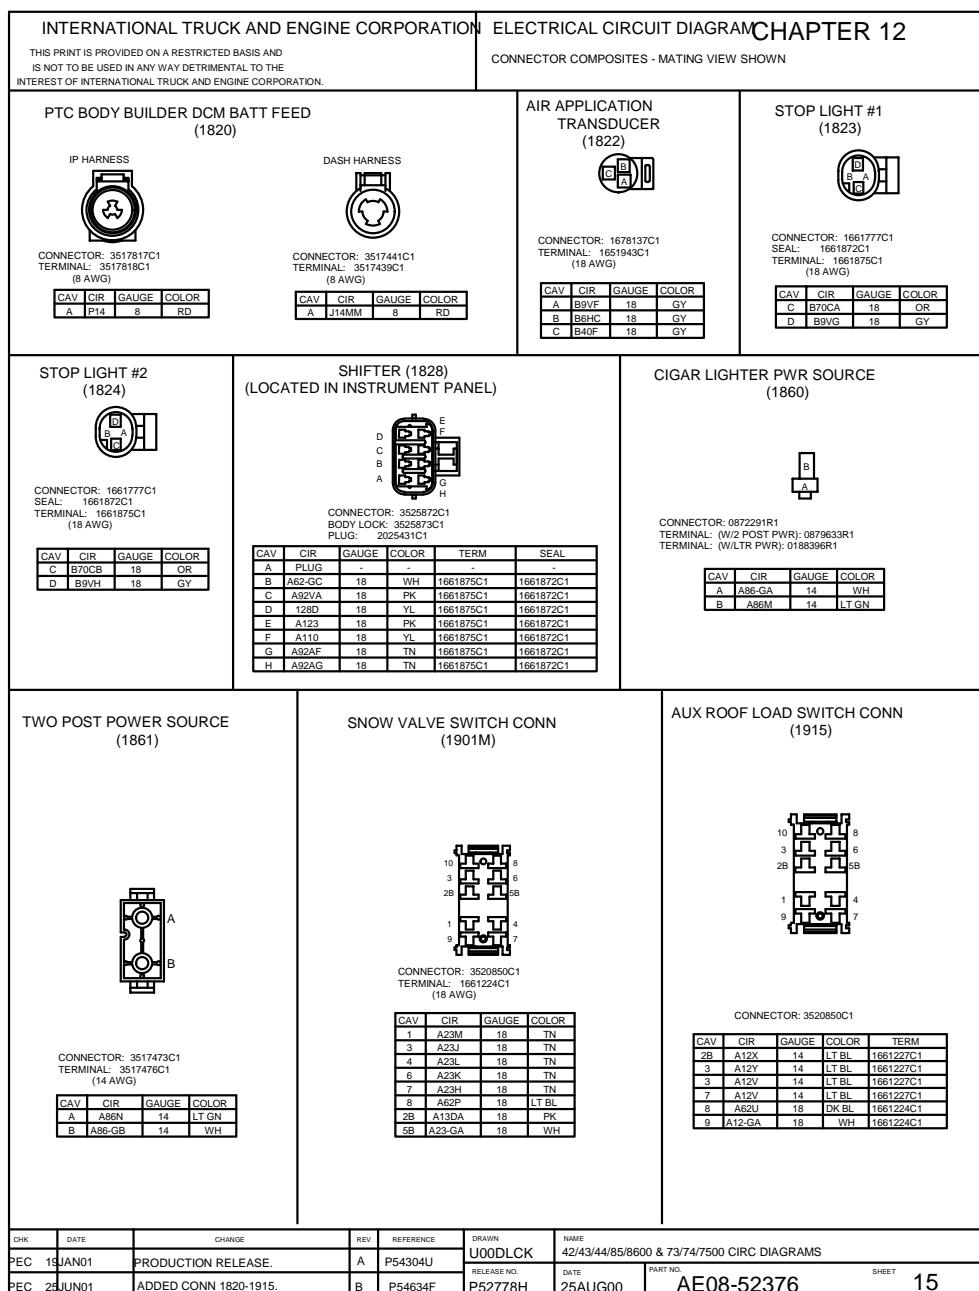 INTERNATIONAL TRUCK AND ENGINE CORPORATION
THIS PRINT IS PROVIDED ON A RESTRICTED BASIS AND
IS NOT TO BE USED IN ANY WAY DETRIMENTAL TO THE
INTEREST OF INTERNATIONAL TRUCK AND ENGINE CORPORATION.
ELECTRICAL CIRCUIT DIAGRAM CHAPTER 12
CONNECTOR COMPOSITES - MATING VIEW SHOWN
PTC BODY BUILDER DCM BATT FEED
(1820)
IP HARNESS
CONNECTOR: 3517817C1
TERMINAL: 3517818C1
(8 AWG)
CAV CIR GAUGE COLOR
A P14 8 RD
DASH HARNESS
CONNECTOR: 3517441C1
TERMINAL: 3517439C1
(8 AWG)
CAV CIR GAUGE COLOR
A J14MM 8 RD
AIR APPLICATION
TRANSDUCER
(1822)
B
C
A
CONNECTOR: 1678137C1
TERMINAL: 1651943C1
(18 AWG)
CAV CIR GAUGE COLOR
A B9VF 18 GY
B B6HC 18 GY
C B40F 18 GY
STOP LIGHT #1
(1823)
D
B A
C
CONNECTOR: 1661777C1
SEAL: 1661872C1
TERMINAL: 1661875C1
(18 AWG)
CAV CIR GAUGE COLOR
C B70CA 18 OR
D B9VG 18 GY
STOP LIGHT #2
(1824)
D
B A
C
CONNECTOR: 1661777C1
SEAL: 1661872C1
TERMINAL: 1661875C1
(18 AWG)
CAV CIR GAUGE COLOR
C B70CB 18 OR
D B9VH 18 GY
SHIFTER (1828)
(LOCATED IN INSTRUMENT PANEL)
E
D F
C
B
A G
H
CONNECTOR: 3525872C1
BODY LOCK: 3525873C1
PLUG: 2025431C1
CAV CIR GAUGE COLOR TERM SEAL
A PLUG - - - -
B A62-GC 18 WH 1661875C1 1661872C1
C A92VA 18 PK 1661875C1 1661872C1
D 128D 18 YL 1661875C1 1661872C1
E A123 18 PK 1661875C1 1661872C1
F A110 18 YL 1661875C1 1661872C1
G A92AF 18 TN 1661875C1 1661872C1
H A92AG 18 TN 1661875C1 1661872C1
CIGAR LIGHTER PWR SOURCE
(1860)
B
A
CONNECTOR: 0872291R1
TERMINAL: (W/2 POST PWR): 0879633R1
TERMINAL: (W/LTR PWR): 0188396R1
CAV CIR GAUGE COLOR
A A86-GA 14 WH
B A86M 14 LT GN
TWO POST POWER SOURCE
(1861)
A
B
CONNECTOR: 3517473C1
TERMINAL: 3517476C1
(14 AWG)
CAV CIR GAUGE COLOR
A A86N 14 LT GN
B A86-GB 14 WH
SNOW VALVE SWITCH CONN
(1901M)
10 8
3 6
2B 5B
1 4
9 7
CONNECTOR: 3520850C1
TERMINAL: 1661224C1
(18 AWG)
CAV CIR GAUGE COLOR
1 A23M 18 TN
3 A23J 18 TN
4 A23L 18 TN
6 A23K 18 TN
7 A23H 18 TN
8 A62P 18 LT BL
2B A13DA 18 PK
5B A23-GA 18 WH
AUX ROOF LOAD SWITCH CONN
(1915)
10 8
3 6
2B 5B
1 4
9 7
CONNECTOR: 3520850C1
CAV CIR GAUGE COLOR TERM
2B A12X 14 LT BL 1661227C1
3 A12Y 14 LT BL 1661227C1
3 A12V 14 LT BL 1661227C1
7 A12V 14 LT BL 1661227C1
8 A62U 18 DK BL 1661224C1
9 A12-GA 18 WH 1661224C1
CHK DATE CHANGE REV REFERENCE
PEC 19JAN01 PRODUCTION RELEASE. A P54304U
PEC 25JUN01 ADDED CONN 1820-1915. B P54634F
DRAWN
U00DLCK
RELEASE NO.
P52778H
NAME
42/43/44/85/8600 & 73/74/7500 CIRC DIAGRAMS
DATE
25AUG00
PART NO.
AE08-52376
SHEET
15